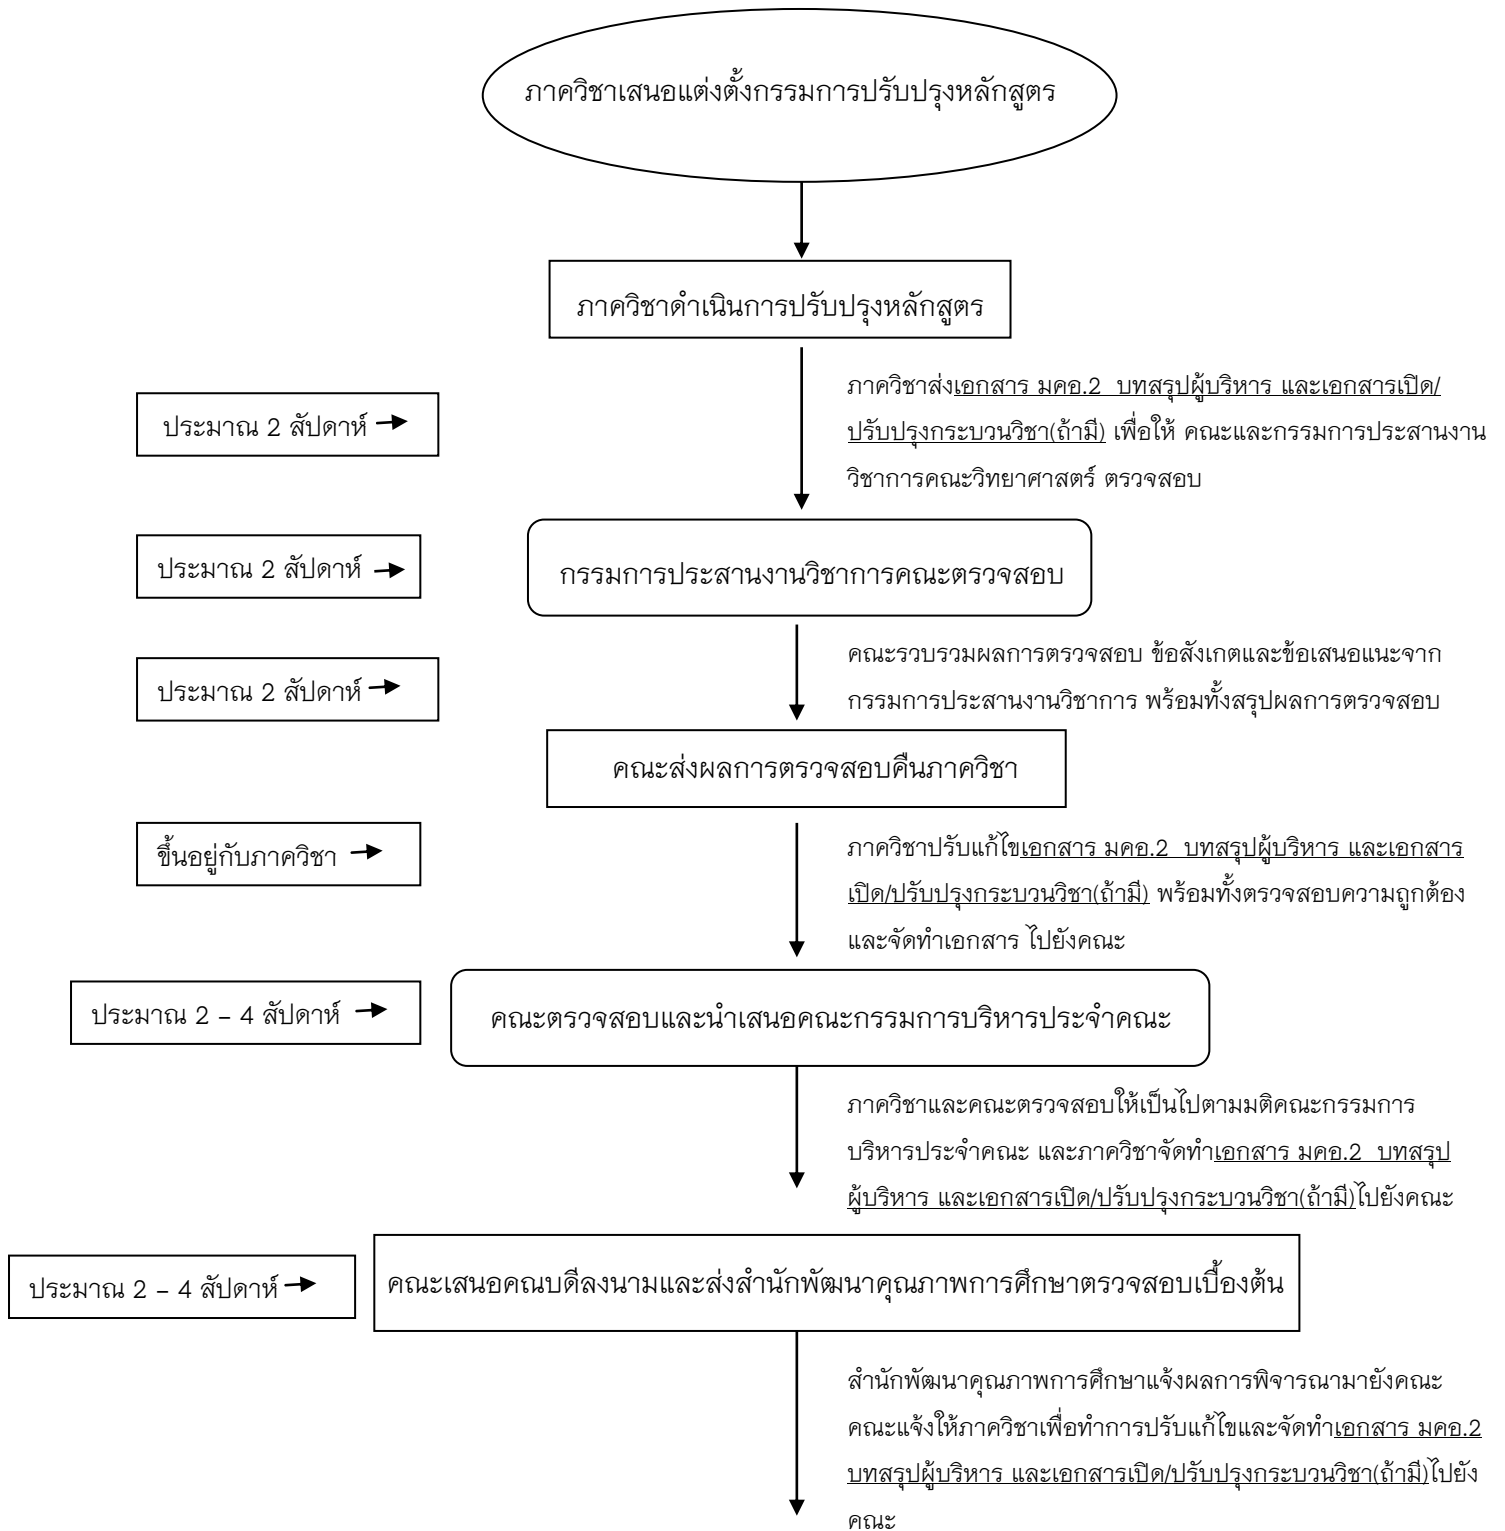 ภาควิชาเสนอแต่งตั้งกรรมการปรับปรุงหลักสูตร
ภาควิชาดำเนินการปรับปรุงหลักสูตร
ประมาณ 2 สัปดาห์
ภาควิชาส่งเอกสาร มคอ.2 บทสรุปผู้บริหาร และเอกสารเปิด/
ปรับปรุงกระบวนวิชา(ถ้ามี) เพื่อให้ คณะและกรรมการประสานงาน
วิชาการคณะวิทยาศาสตร์ ตรวจสอบ
ประมาณ 2 สัปดาห์
กรรมการประสานงานวิชาการคณะตรวจสอบ
ประมาณ 2 สัปดาห์
คณะรวบรวมผลการตรวจสอบ ข้อสังเกตและข้อเสนอแนะจาก
กรรมการประสานงานวิชาการ พร้อมทั้งสรุปผลการตรวจสอบ
คณะส่งผลการตรวจสอบคืนภาควิชา
ขึ้นอยู่กับภาควิชา
ภาควิชาปรับแก้ไขเอกสาร มคอ.2 บทสรุปผู้บริหาร และเอกสาร
เปิด/ปรับปรุงกระบวนวิชา(ถ้ามี) พร้อมทั้งตรวจสอบความถูกต้อง
และจัดทำเอกสาร ไปยังคณะ
ประมาณ 2 – 4 สัปดาห์
คณะตรวจสอบและนำเสนอคณะกรรมการบริหารประจำคณะ
ภาควิชาและคณะตรวจสอบให้เป็นไปตามมติคณะกรรมการ
บริหารประจำคณะ และภาควิชาจัดทำเอกสาร มคอ.2 บทสรุป
ผู้บริหาร และเอกสารเปิด/ปรับปรุงกระบวนวิชา(ถ้ามี)ไปยังคณะ
ประมาณ 2 – 4 สัปดาห์
คณะเสนอคณบดีลงนามและส่งสำนักพัฒนาคุณภาพการศึกษาตรวจสอบเบื้องต้น
สำนักพัฒนาคุณภาพการศึกษาแจ้งผลการพิจารณามายังคณะ
คณะแจ้งให้ภาควิชาเพื่อทำการปรับแก้ไขและจัดทำเอกสาร มคอ.2
บทสรุปผู้บริหาร และเอกสารเปิด/ปรับปรุงกระบวนวิชา(ถ้ามี)ไปยัง
คณะ